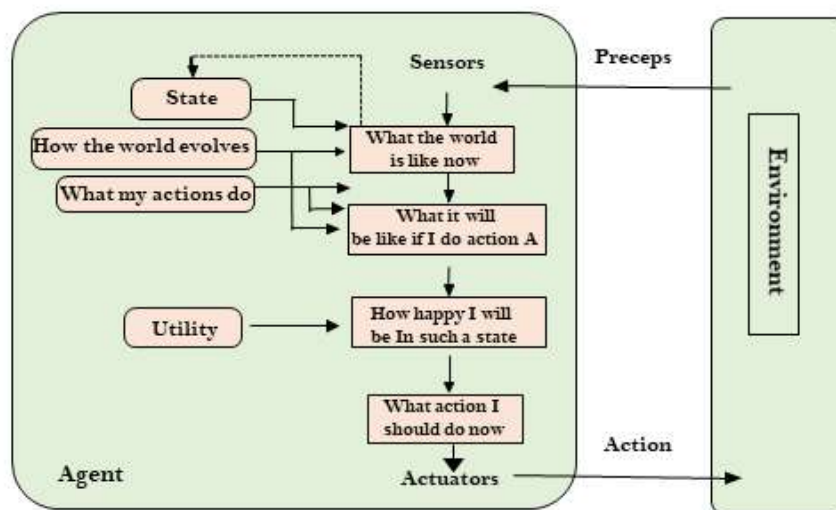 Sensors
Preceps
State
How the world evolves
What the world
is like now
What my actions do
What it will
be like if I do action A
Environment
How happy I will
be In such a state
Utility
What action I
should do now
Action
Agent
Actuators